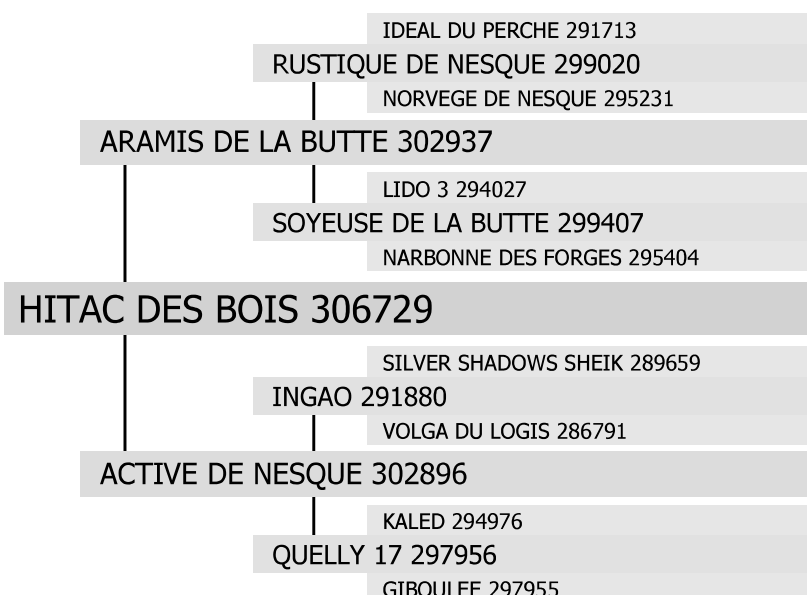 IDEAL DU PERCHE 291713
RUSTIQUE DE NESQUE 299020
NORVEGE DE NESQUE 295231
ARAMIS DE LA BUTTE 302937
LIDO 3 294027
SOYEUSE DE LA BUTTE 299407
NARBONNE DES FORGES 295404
HITAC DES BOIS 306729
SILVER SHADOWS SHEIK 289659
INGAO 291880
VOLGA DU LOGIS 286791
ACTIVE DE NESQUE 302896
KALED 294976
QUELLY 17 297956
GIBOULEE 297955